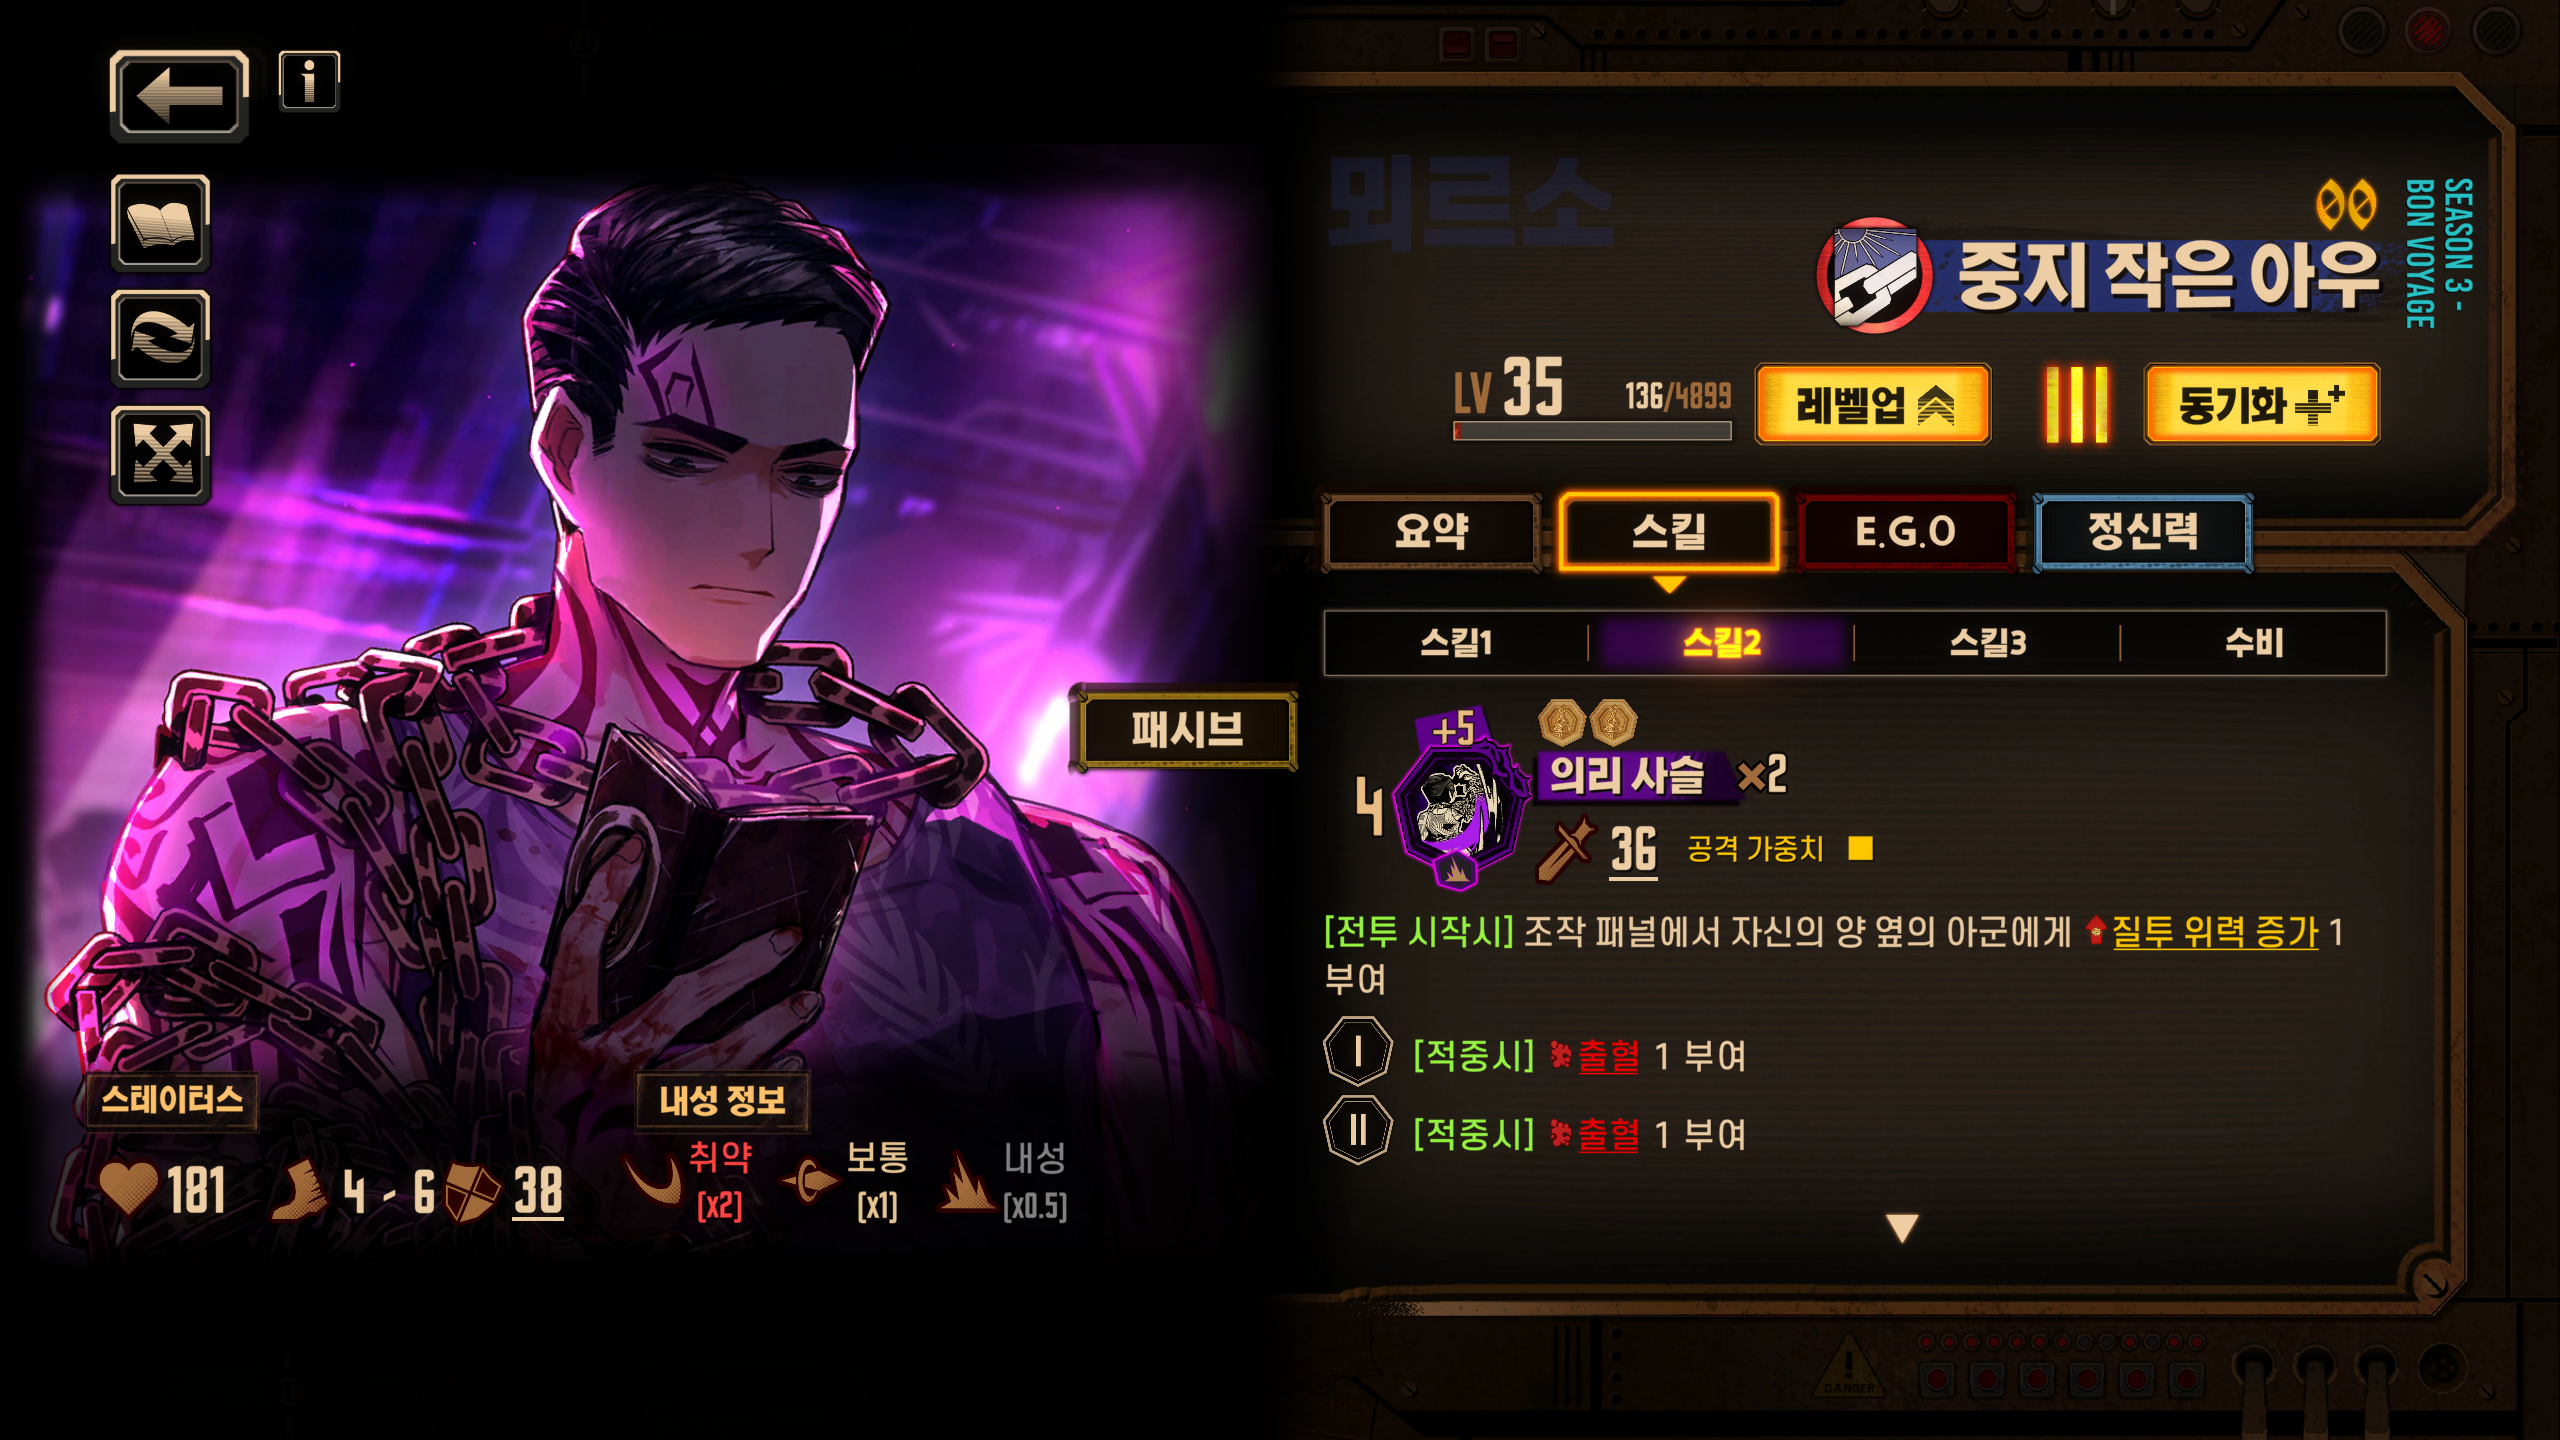 뫼르소
SEASON 3 -
BON VOYAGE
중지 작은 아우
LV 35
136/4899
레벨업
동기화
요약
스킬
E.G.O
정신력
스킬1
스킬2
스킬3
수비
+5
4
의리 사슬 ×2
36 공격 가중치
[전투 시작시] 조작 패널에서 자신의 양 옆의 아군에게 질투 위력 증가 1
부여
I [적중시] 출혈 1 부여
II [적중시] 출혈 1 부여
패시브
스테이터스
181
4 - 6
38
내성 정보
취약
[x2]
보통
[x1]
내성
[x0.5]
DANGER